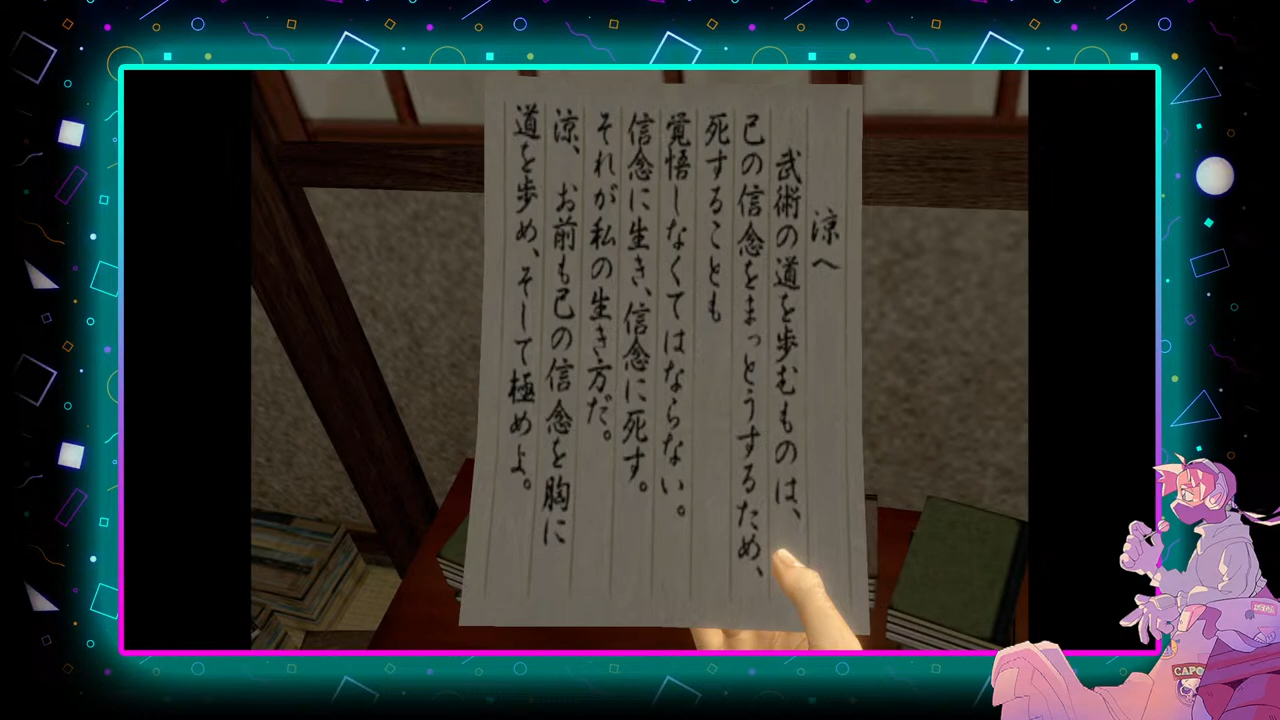 涼へ
武術の道を歩むものは、
己の信念をまっとうするため、
死することも
覚悟しなくてはならない。
信念に生き、信念に死す。
それが私の生き方だ。
涼、お前も己の信念を胸に
道を歩め、そして極めよ。
SEGA
CAPC